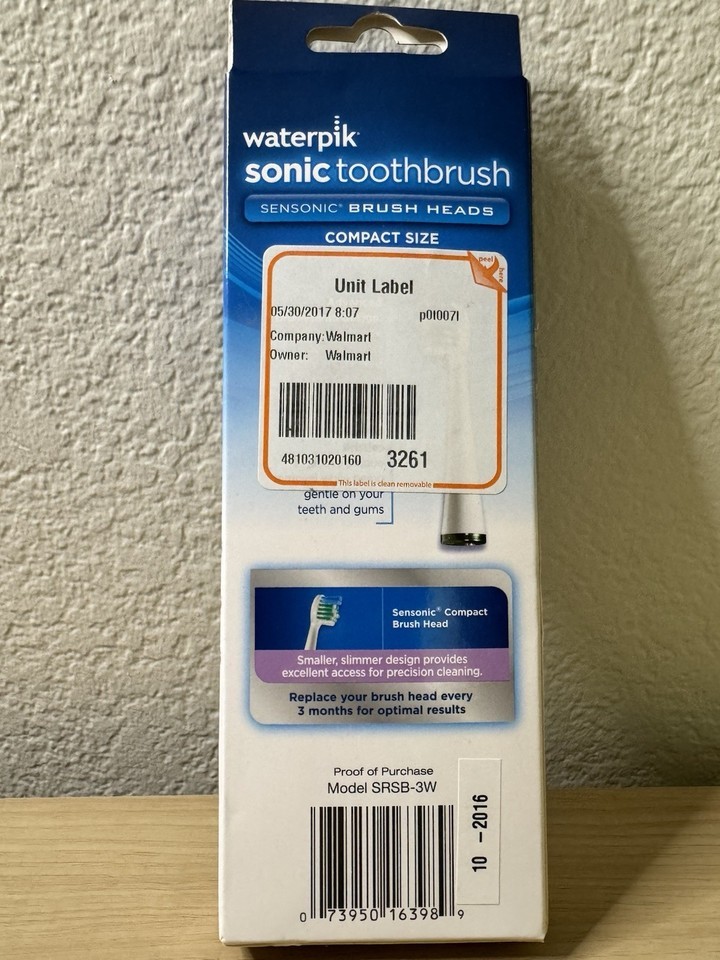 waterpik®
sonic toothbrush
SENSONIC® BRUSH HEADS
COMPACT SIZE
peel
here
Unit Label
05/30/2017 8:07 p0l007l
Company: Walmart
Owner: Walmart
481031020160 3261
This label is clean removable
gentle on your
teeth and gums
Sensonic® Compact
Brush Head
Smaller, slimmer design provides
excellent access for precision cleaning.
Replace your brush head every
3 months for optimal results
Proof of Purchase
Model SRSB-3W
10 - 2016
0 73950 16398 9